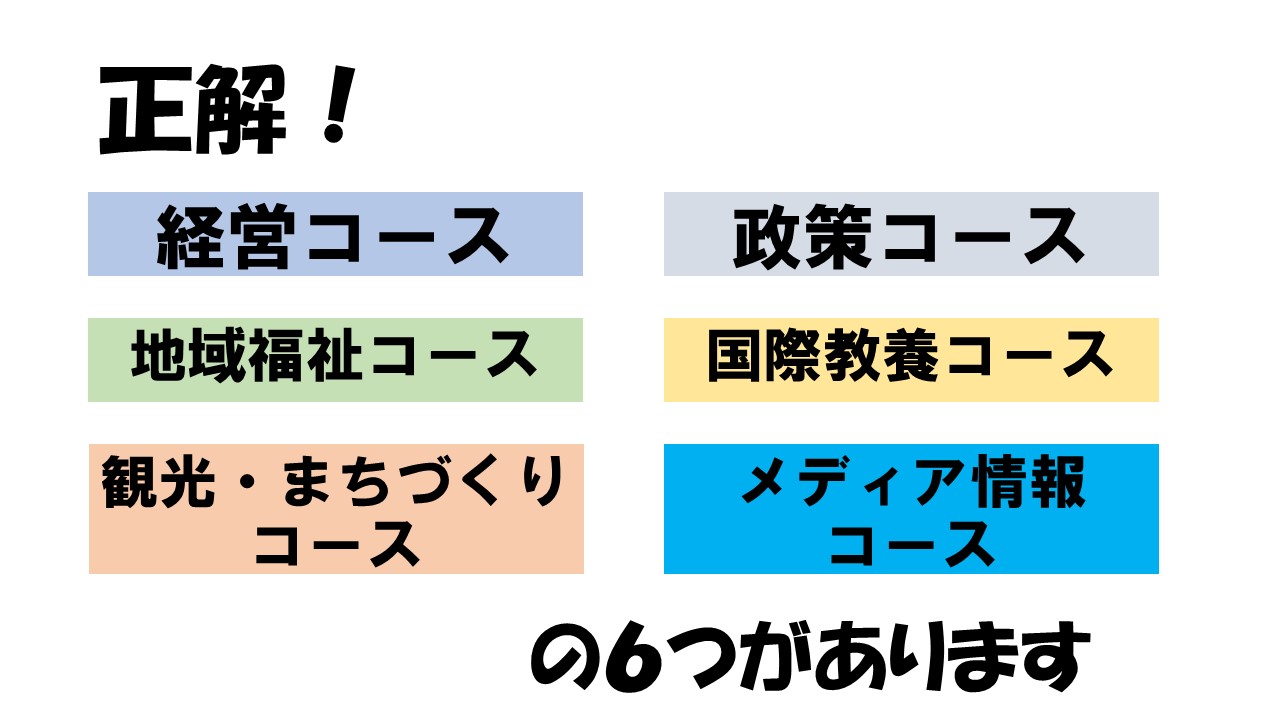 正解！
経営コース
政策コース
地域福祉コース
国際教養コース
観光・まちづくり
コース
メディア情報
コース
の６つがあります